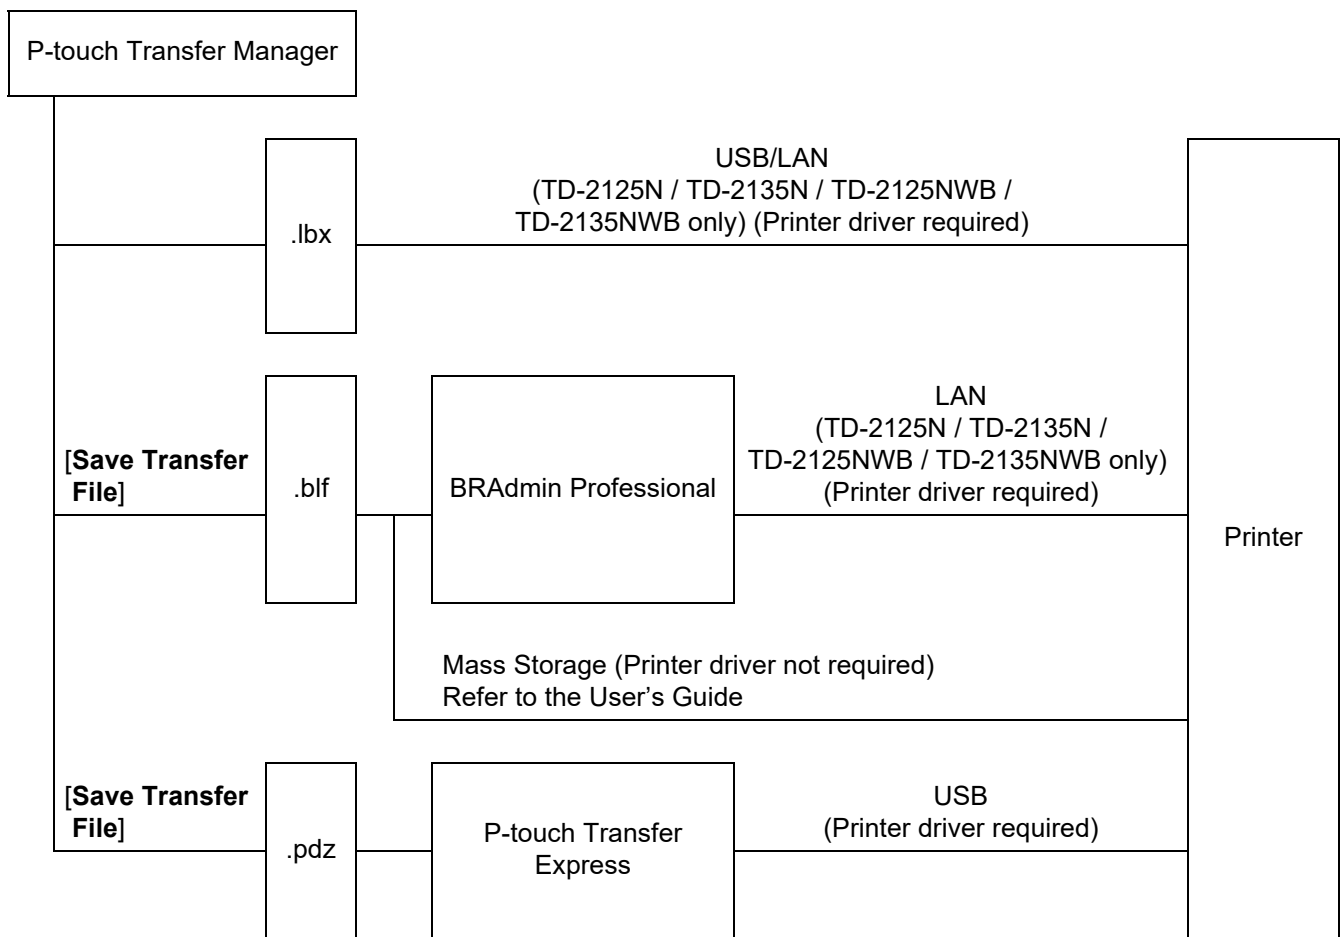 P-touch Transfer Manager
USB/LAN
(TD-2125N / TD-2135N / TD-2125NWB /
TD-2135NWB only) (Printer driver required)
.lbx
LAN
(TD-2125N / TD-2135N /
TD-2125NWB / TD-2135NWB only)
(Printer driver required)
[Save Transfer
File]
.blf
BRAdmin Professional
Printer
Mass Storage (Printer driver not required)
Refer to the User’s Guide
[Save Transfer
File]
.pdz
P-touch Transfer
Express
USB
(Printer driver required)